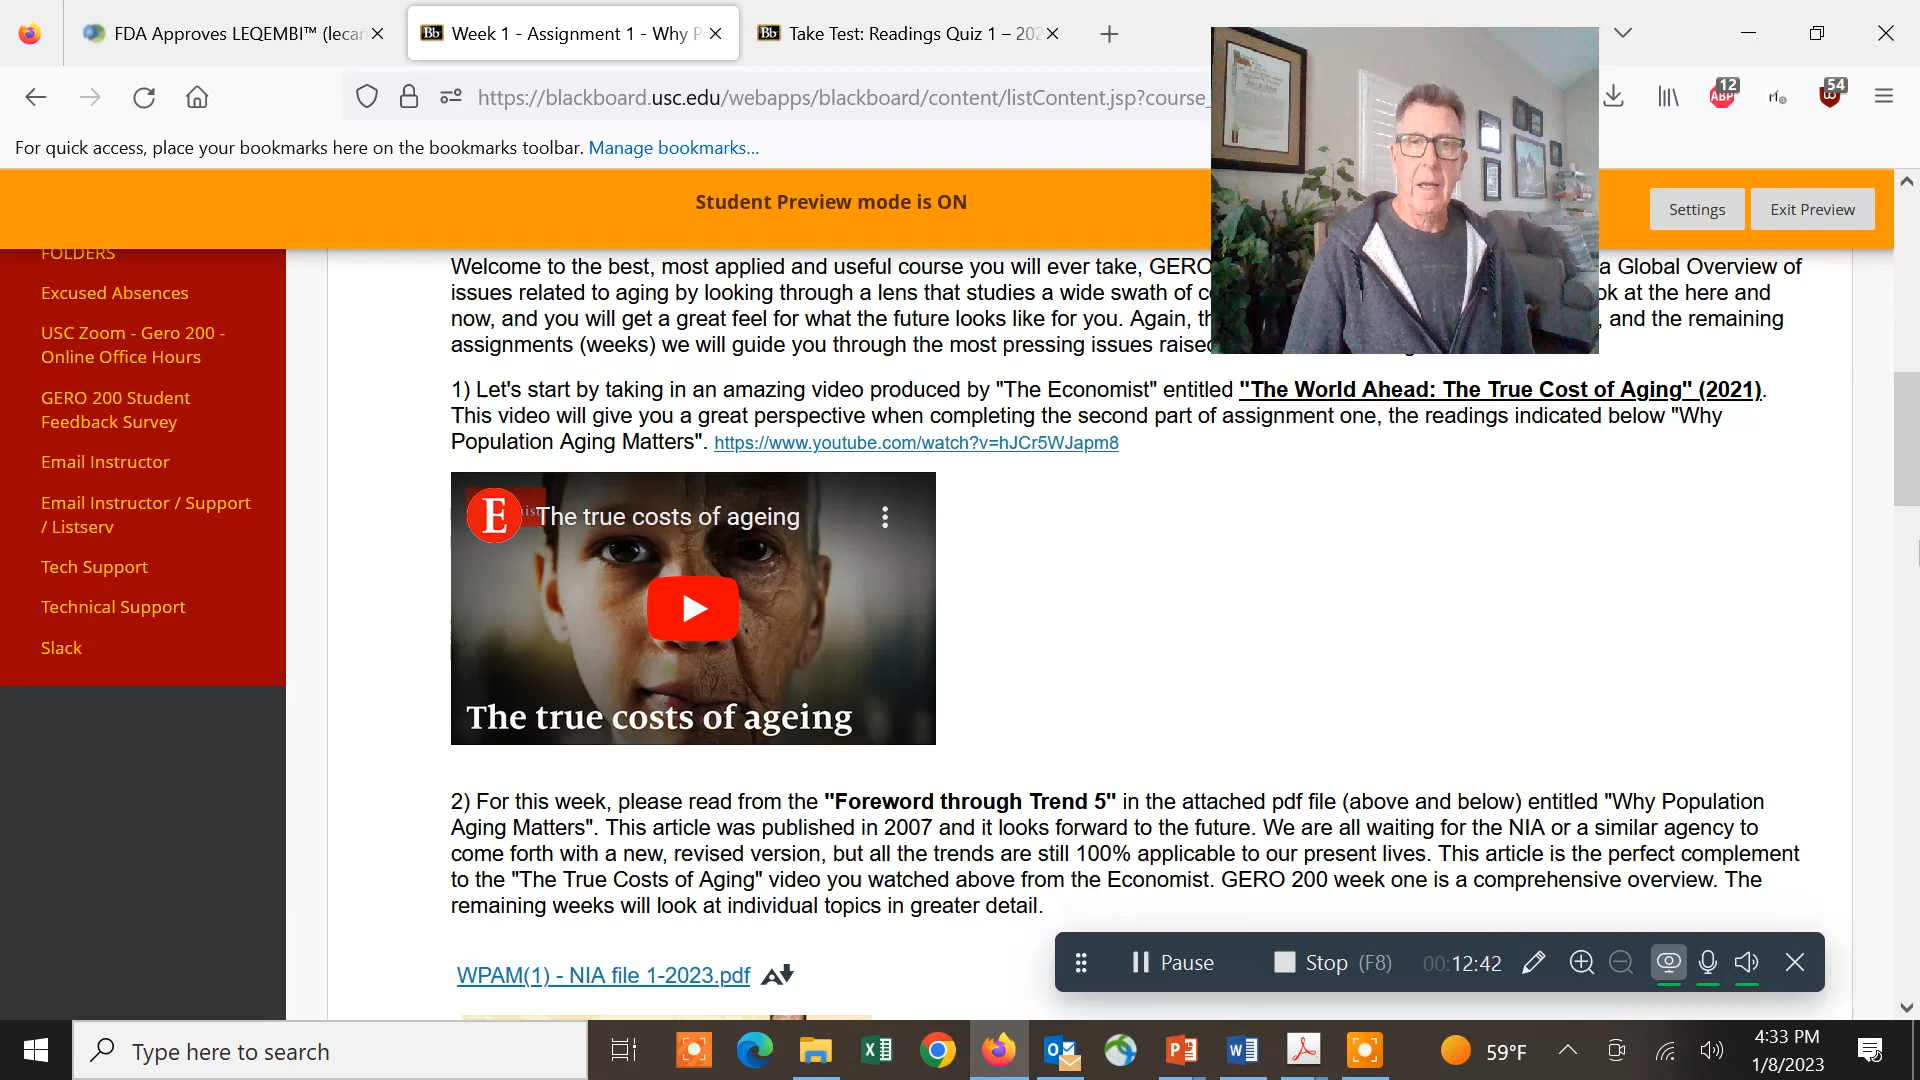 FDA Approves LEQEMBI™ (lecan
Week 1 - Assignment 1 - Why P
Take Test: Readings Quiz 1 – 202
https://blackboard.usc.edu/webapps/blackboard/content/listContent.jsp?course_
12
ABP
54
For quick access, place your bookmarks here on the bookmarks toolbar. Manage bookmarks...
Student Preview mode is ON
Settings
Exit Preview
FOLDERS
Excused Absences
USC Zoom - Gero 200 -
Online Office Hours
GERO 200 Student
Feedback Survey
Email Instructor
Email Instructor / Support
/ Listserv
Tech Support
Technical Support
Slack
Welcome to the best, most applied and useful course you will ever take, GERO a Global Overview of
issues related to aging by looking through a lens that studies a wide swath of c ok at the here and
now, and you will get a great feel for what the future looks like for you. Again, th , and the remaining
assignments (weeks) we will guide you through the most pressing issues raised
1) Let's start by taking in an amazing video produced by "The Economist" entitled "The World Ahead: The True Cost of Aging" (2021).
This video will give you a great perspective when completing the second part of assignment one, the readings indicated below "Why
Population Aging Matters". https://www.youtube.com/watch?v=hJCr5WJapm8
E
The true costs of ageing
The true costs of ageing
2) For this week, please read from the "Foreword through Trend 5" in the attached pdf file (above and below) entitled "Why Population
Aging Matters". This article was published in 2007 and it looks forward to the future. We are all waiting for the NIA or a similar agency to
come forth with a new, revised version, but all the trends are still 100% applicable to our present lives. This article is the perfect complement
to the "The True Costs of Aging" video you watched above from the Economist. GERO 200 week one is a comprehensive overview. The
remaining weeks will look at individual topics in greater detail.
WPAM(1) - NIA file 1-2023.pdf
Pause
Stop (F8)
00:12:42
Type here to search
59°F
4:33 PM
1/8/2023